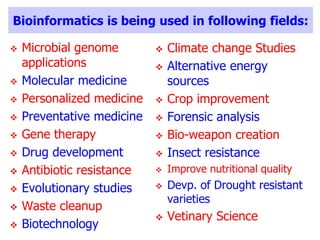 Bioinformatics is being used in following fields:
Microbial genome
applications
Molecular medicine
Personalized medicine
Preventative medicine
Gene therapy
Drug development
Antibiotic resistance
Evolutionary studies
Waste cleanup
Biotechnology
Climate change Studies
Alternative energy
sources
Crop improvement
Forensic analysis
Bio-weapon creation
Insect resistance
Improve nutritional quality
Devp. of Drought resistant
varieties
Vetinary Science